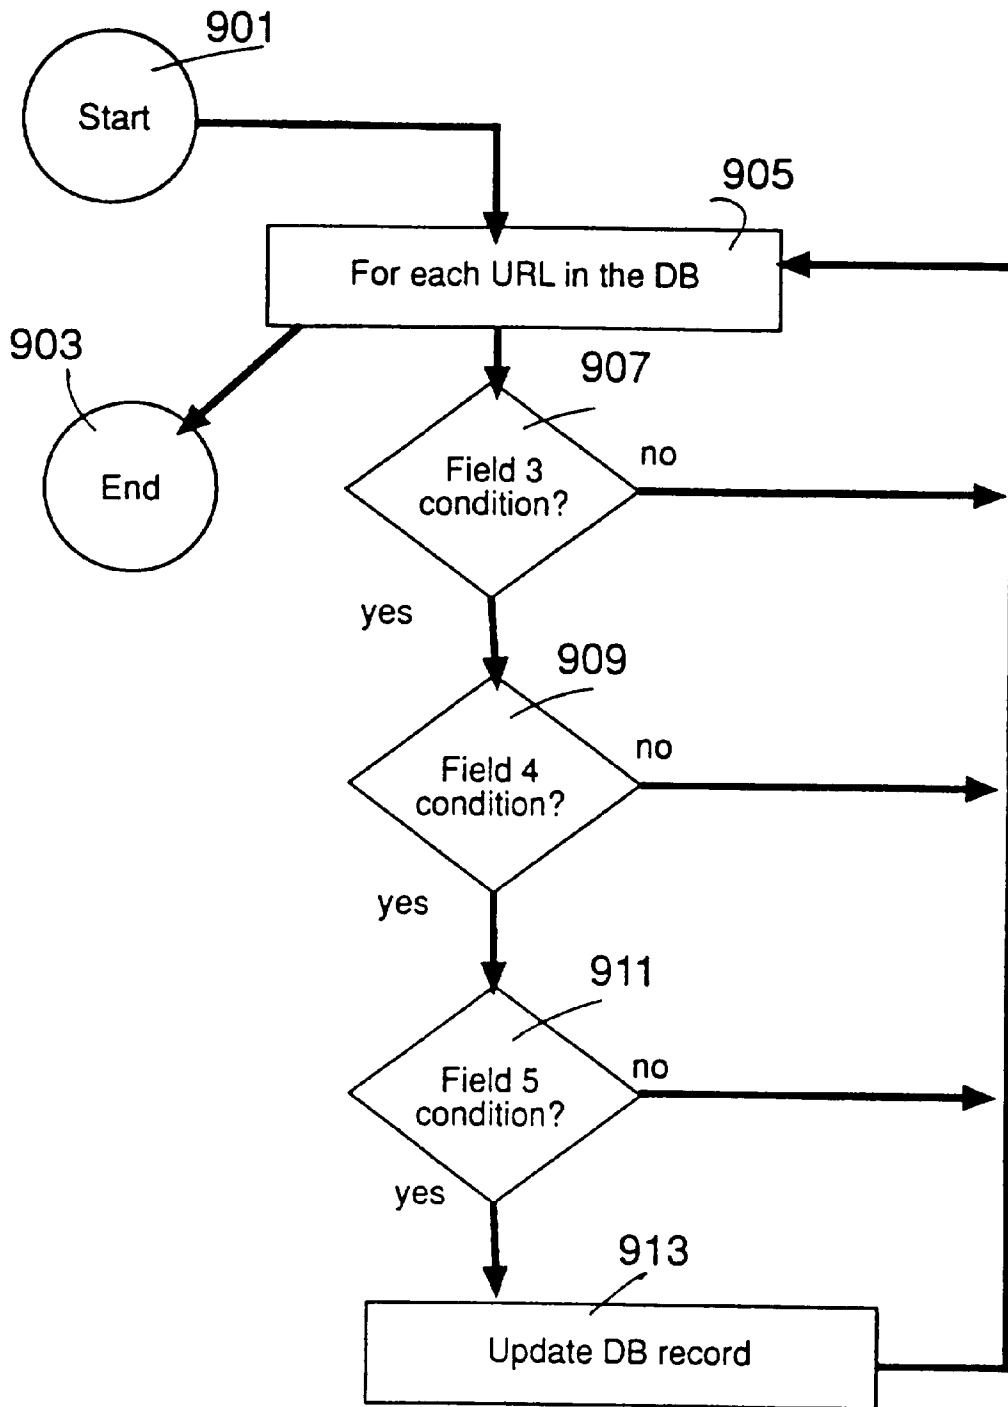 901
Start
905
For each URL in the DB
903
End
907
Field 3
condition?
no
yes
909
Field 4
condition?
no
yes
911
Field 5
condition?
no
yes
913
Update DB record